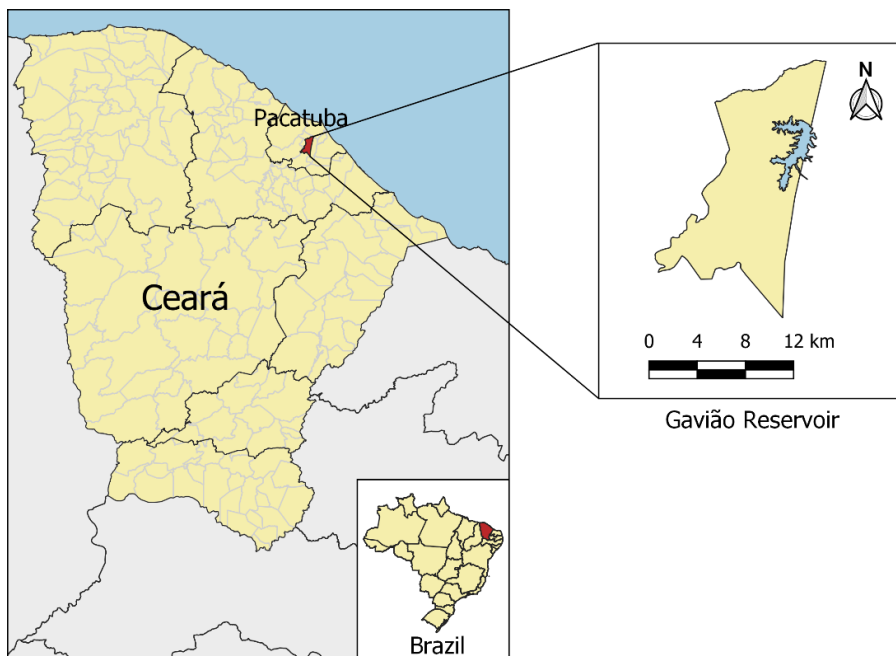 Pacatuba
Ceará
Brazil
N
0 4 8 12 km
Gavião Reservoir